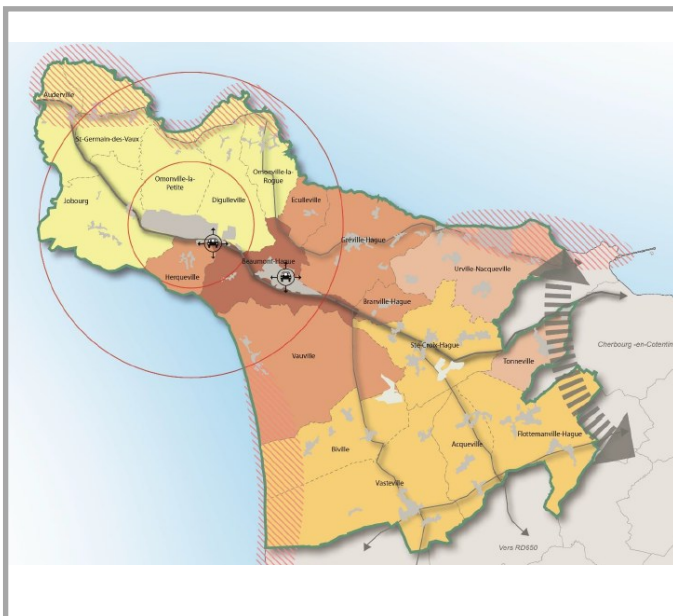 Auderville
St-Germain-des-Vaux
Omonville-la-
Petite
Omonville-la-
Rogue
Jobourg
Digulleville
Eculleville
Gréville-Hague
Herqueville
Beaumont-Hague
Urville-Nacqueville
Branville-Hague
Vauville
Ste-Croix-Hague
Tonneville
Cherbourg -en-Cotentin
Biville
Acqueville
Flottemanville-Hague
Vasteville
Vers RD650